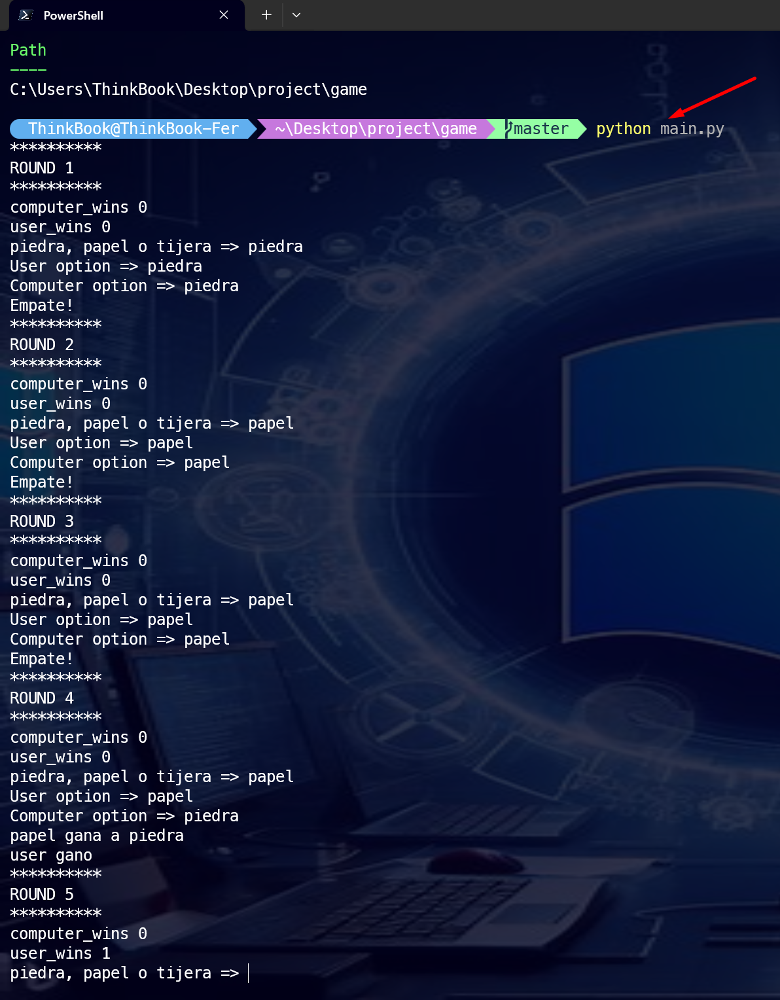 PowerShell
Path
----
C:\Users\ThinkBook\Desktop\project\game
ThinkBook@ThinkBook-Fer ~\Desktop\project\game master python main.py
**********
ROUND 1
**********
computer_wins 0
user_wins 0
piedra, papel o tijera => piedra
User option => piedra
Computer option => piedra
Empate!
**********
ROUND 2
**********
computer_wins 0
user_wins 0
piedra, papel o tijera => papel
User option => papel
Computer option => papel
Empate!
**********
ROUND 3
**********
computer_wins 0
user_wins 0
piedra, papel o tijera => papel
User option => papel
Computer option => papel
Empate!
**********
ROUND 4
**********
computer_wins 0
user_wins 0
piedra, papel o tijera => papel
User option => papel
Computer option => piedra
papel gana a piedra
user gano
**********
ROUND 5
**********
computer_wins 0
user_wins 1
piedra, papel o tijera =>